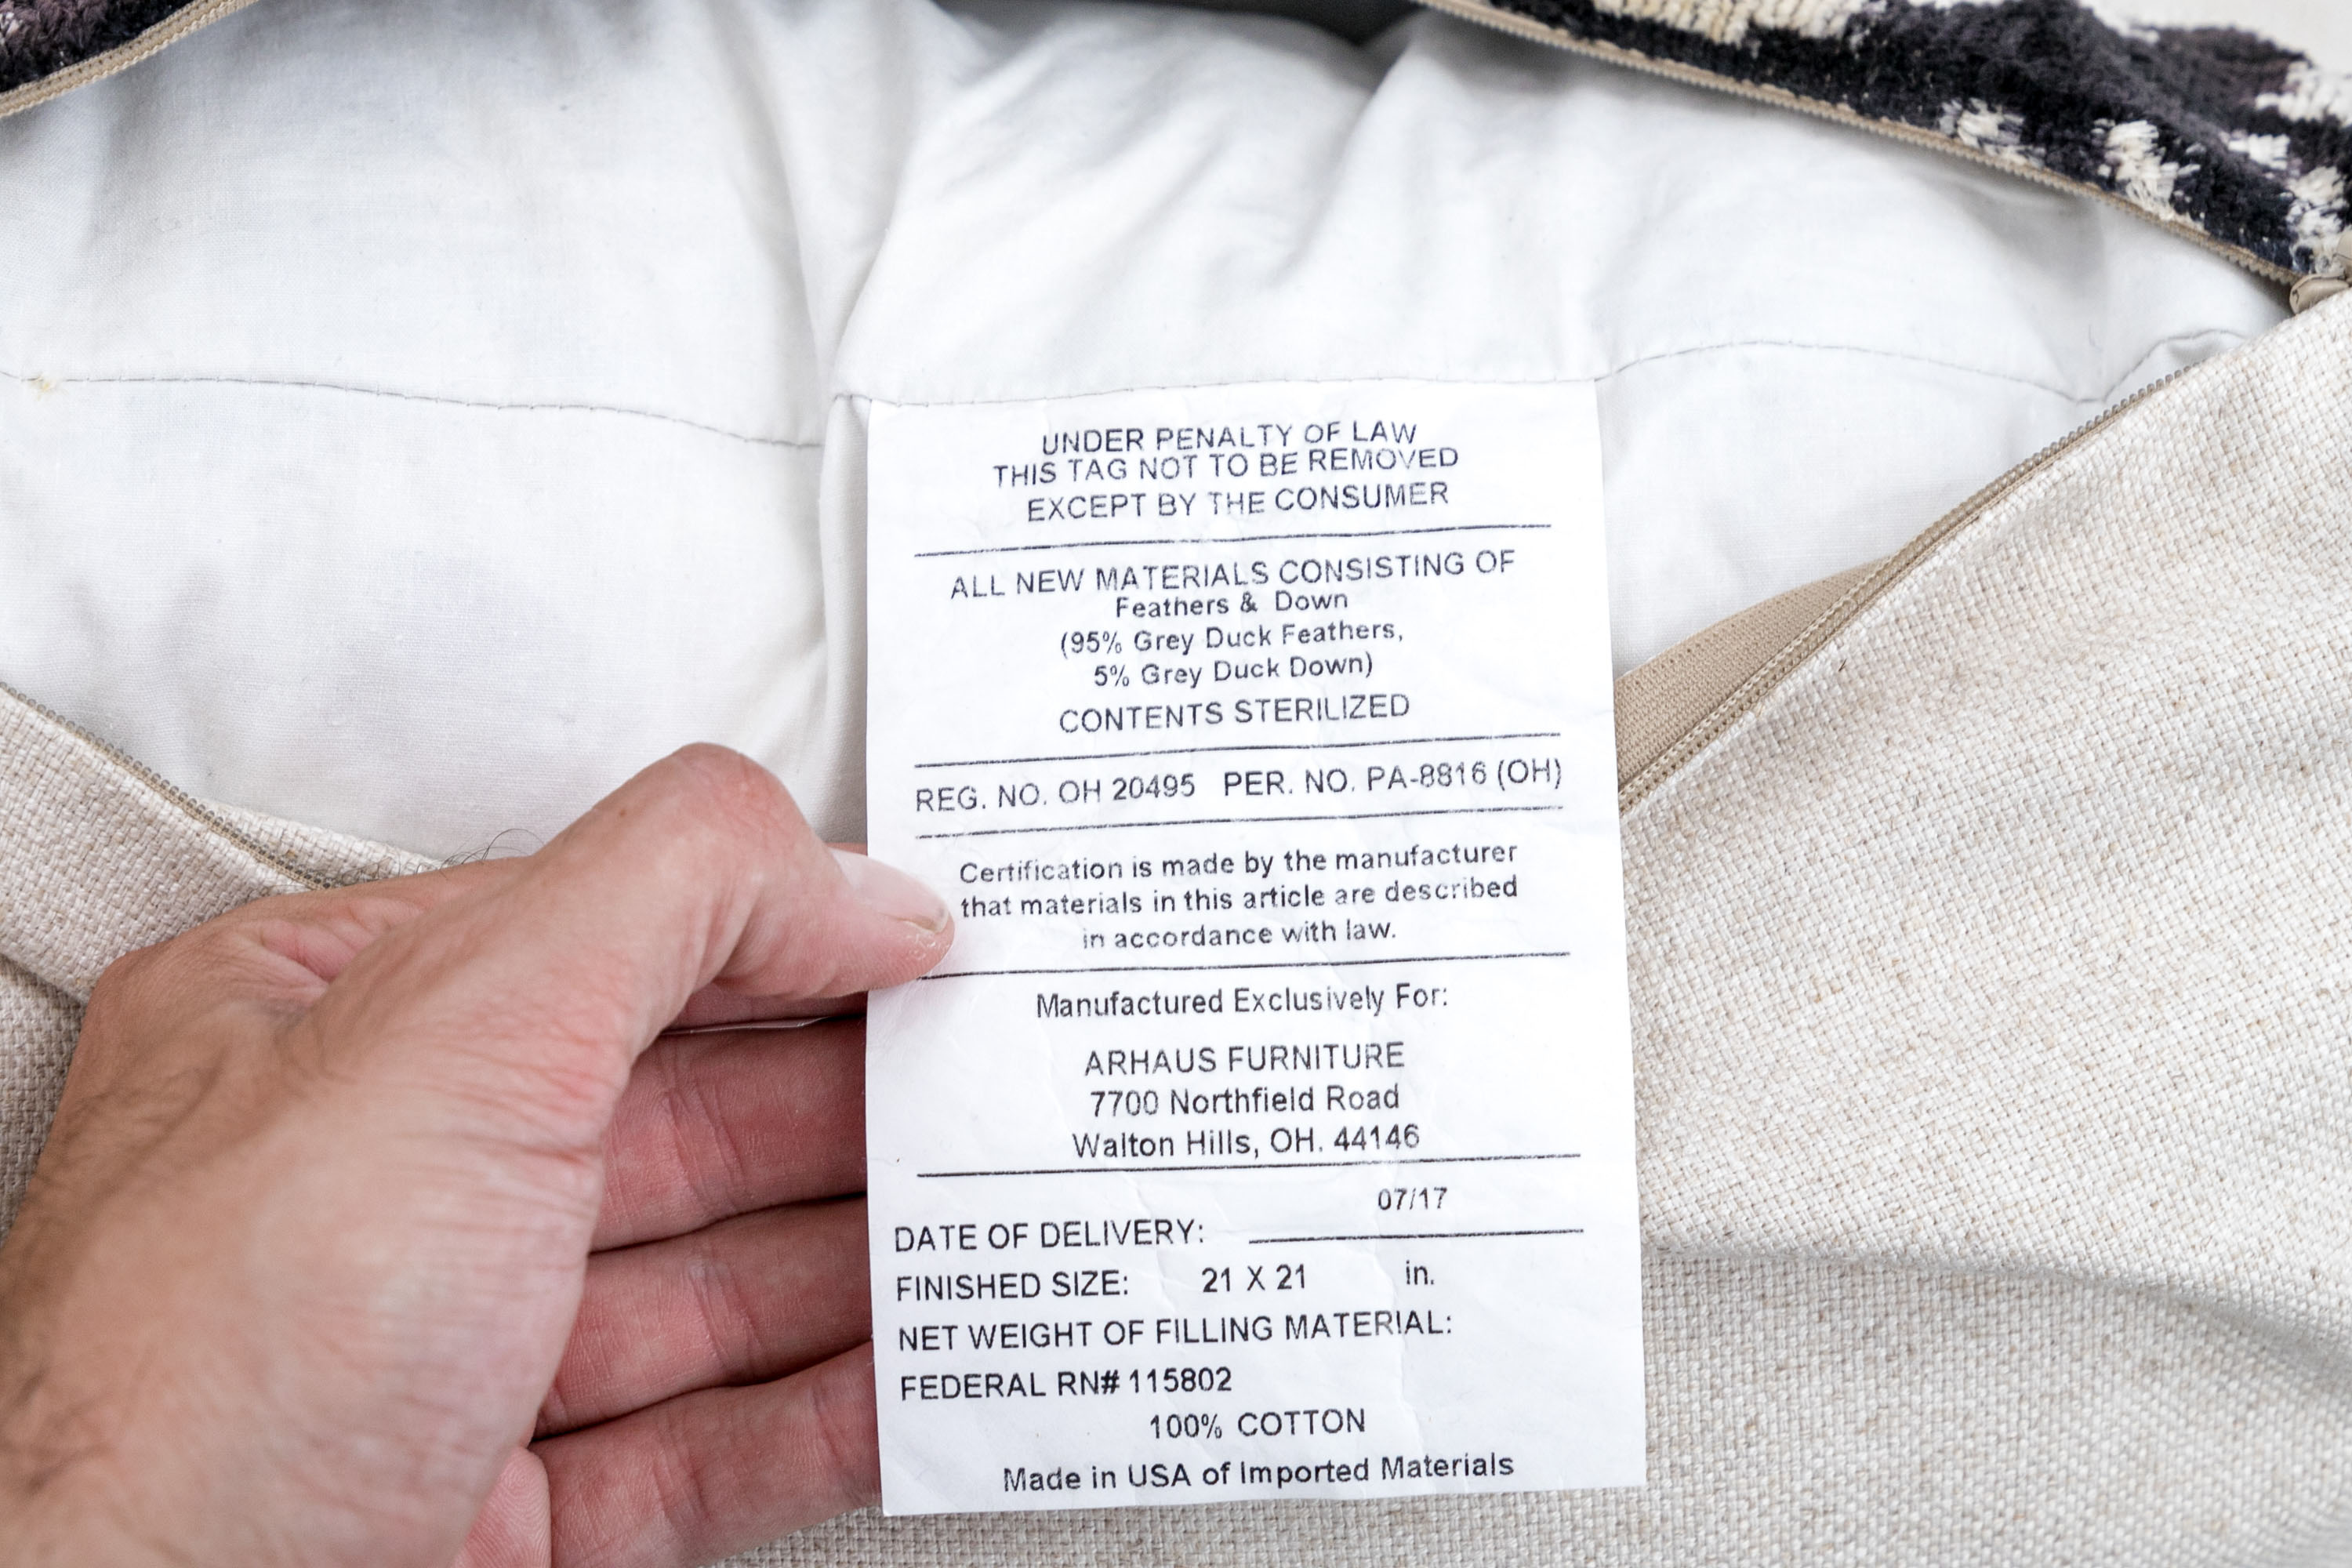 UNDER PENALTY OF LAW
THIS TAG NOT TO BE REMOVED
EXCEPT BY THE CONSUMER
ALL NEW MATERIALS CONSISTING OF
Feathers & Down
(95% Grey Duck Feathers,
5% Grey Duck Down)
CONTENTS STERILIZED
REG. NO. OH 20495 PER. NO. PA-8816 (OH)
Certification is made by the manufacturer
that materials in this article are described
in accordance with law.
Manufactured Exclusively For:
ARHAUS FURNITURE
7700 Northfield Road
Walton Hills, OH. 44146
07/17
DATE OF DELIVERY:
FINISHED SIZE: 21 X 21 in.
NET WEIGHT OF FILLING MATERIAL:
FEDERAL RN# 115802
100% COTTON
Made in USA of Imported Materials